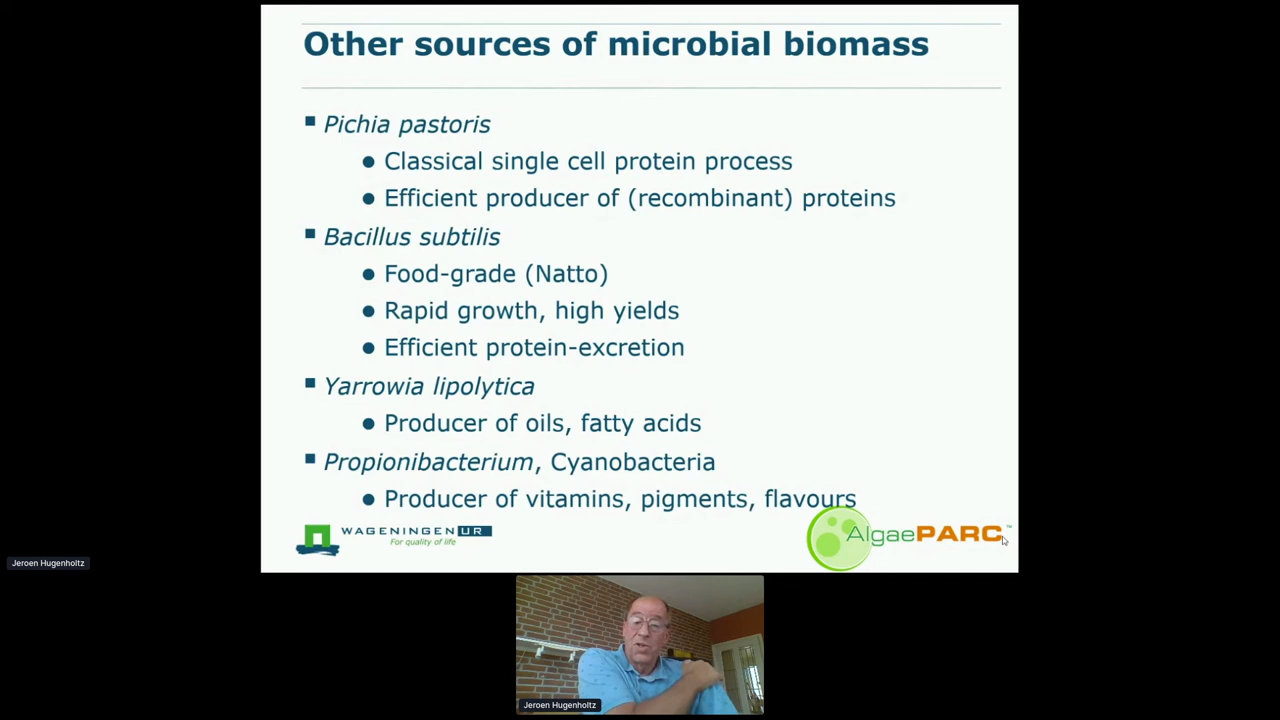 Other sources of microbial biomass
Pichia pastoris
Classical single cell protein process
Efficient producer of (recombinant) proteins
Bacillus subtilis
Food-grade (Natto)
Rapid growth, high yields
Efficient protein-excretion
Yarrowia lipolytica
Producer of oils, fatty acids
Propionibacterium, Cyanobacteria
Producer of vitamins, pigments, flavours
WAGENINGEN UR
For quality of life
AlgaePARC™
Jeroen Hugenholtz
Jeroen Hugenholtz